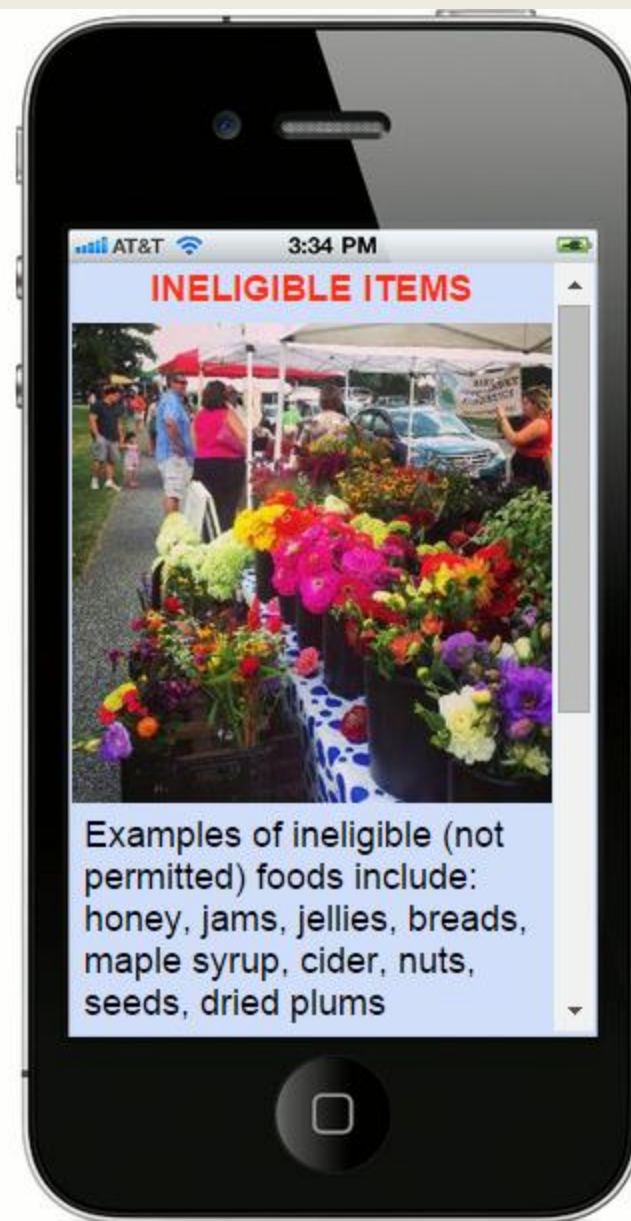 AT&T 3:34 PM
INELIGIBLE ITEMS
Examples of ineligible (not
permitted) foods include:
honey, jams, jellies, breads,
maple syrup, cider, nuts,
seeds, dried plums